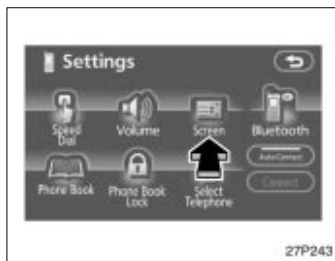 Settings
Speed Dial
Volume
Screen
Bluetooth
Auto Connect
Connect
Phone Book
Phone Book Lock
Select Telephone
27P243